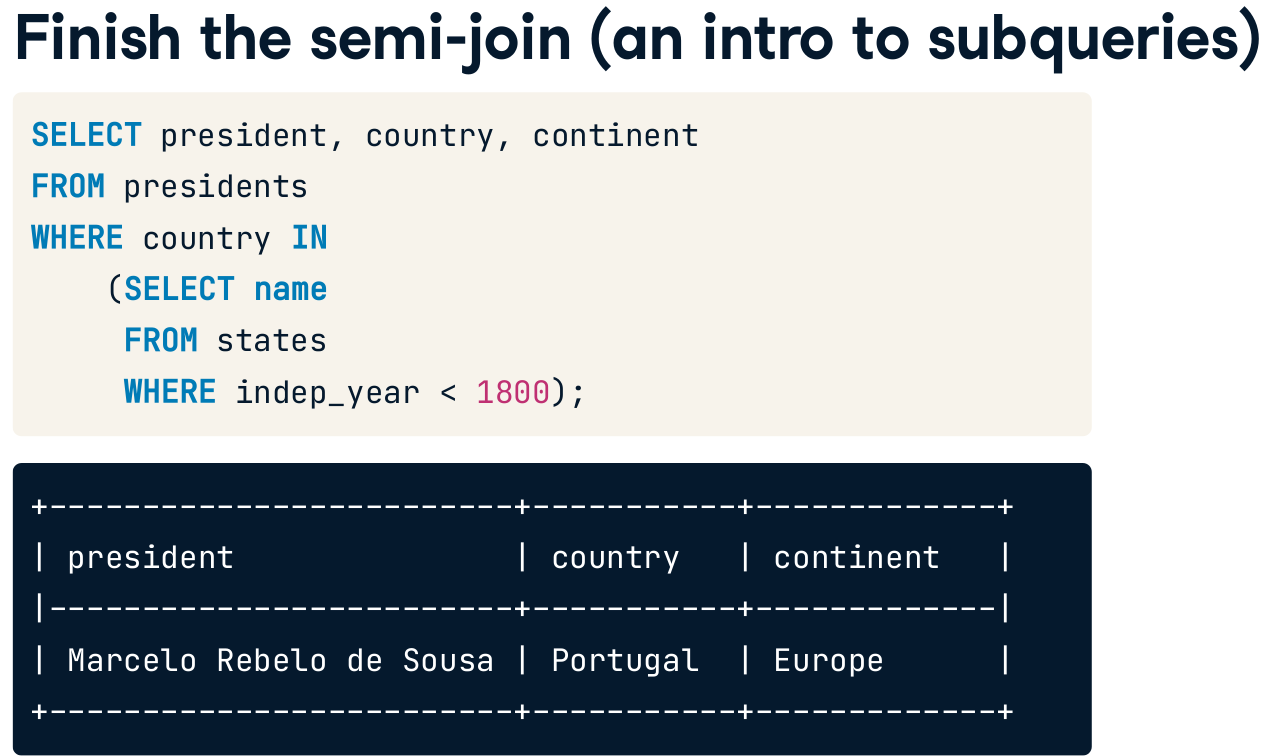 Finish the semi-join (an intro to subqueries)
SELECT president, country, continent
FROM presidents
WHERE country IN
    (SELECT name
     FROM states
     WHERE indep_year < 1800);
+-------------------------+-----------+-------------+
| president               | country   | continent   |
|-------------------------+-----------+-------------|
| Marcelo Rebelo de Sousa | Portugal  | Europe      |
+-------------------------+-----------+-------------+